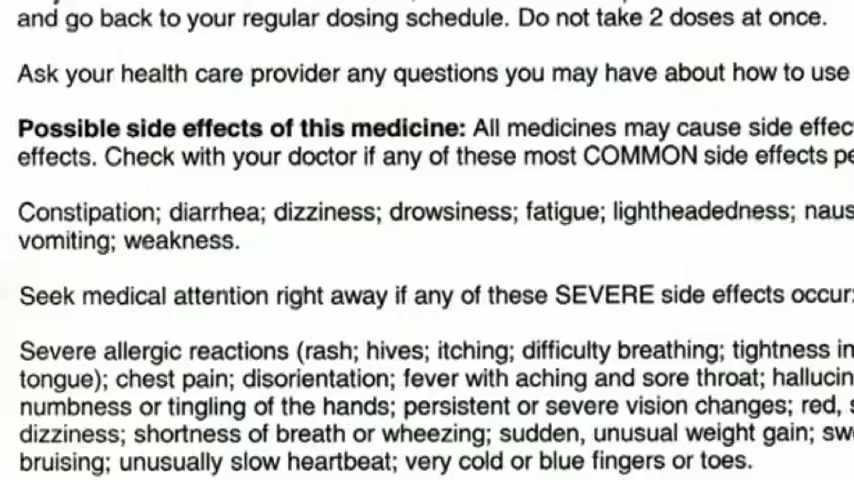 and go back to your regular dosing schedule. Do not take 2 doses at once.
Ask your health care provider any questions you may have about how to use
Possible side effects of this medicine: All medicines may cause side effec
effects. Check with your doctor if any of these most COMMON side effects pe
Constipation; diarrhea; dizziness; drowsiness; fatigue; lightheadedness; naus
vomiting; weakness.
Seek medical attention right away if any of these SEVERE side effects occur:
Severe allergic reactions (rash; hives; itching; difficulty breathing; tightness in
tongue); chest pain; disorientation; fever with aching and sore throat; hallucin
numbness or tingling of the hands; persistent or severe vision changes; red, s
dizziness; shortness of breath or wheezing; sudden, unusual weight gain; sw
bruising; unusually slow heartbeat; very cold or blue fingers or toes.